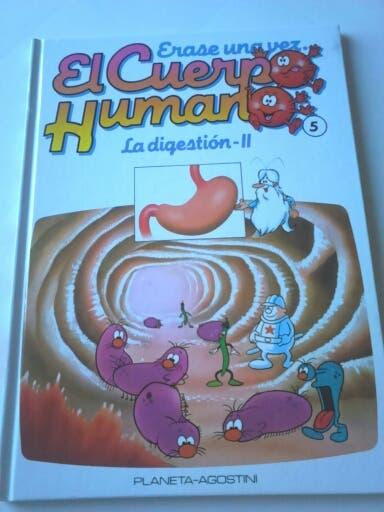 Erase una vez...
El Cuerpo
Humano
La digestión-II
5
PLANETA-AGOSTINI